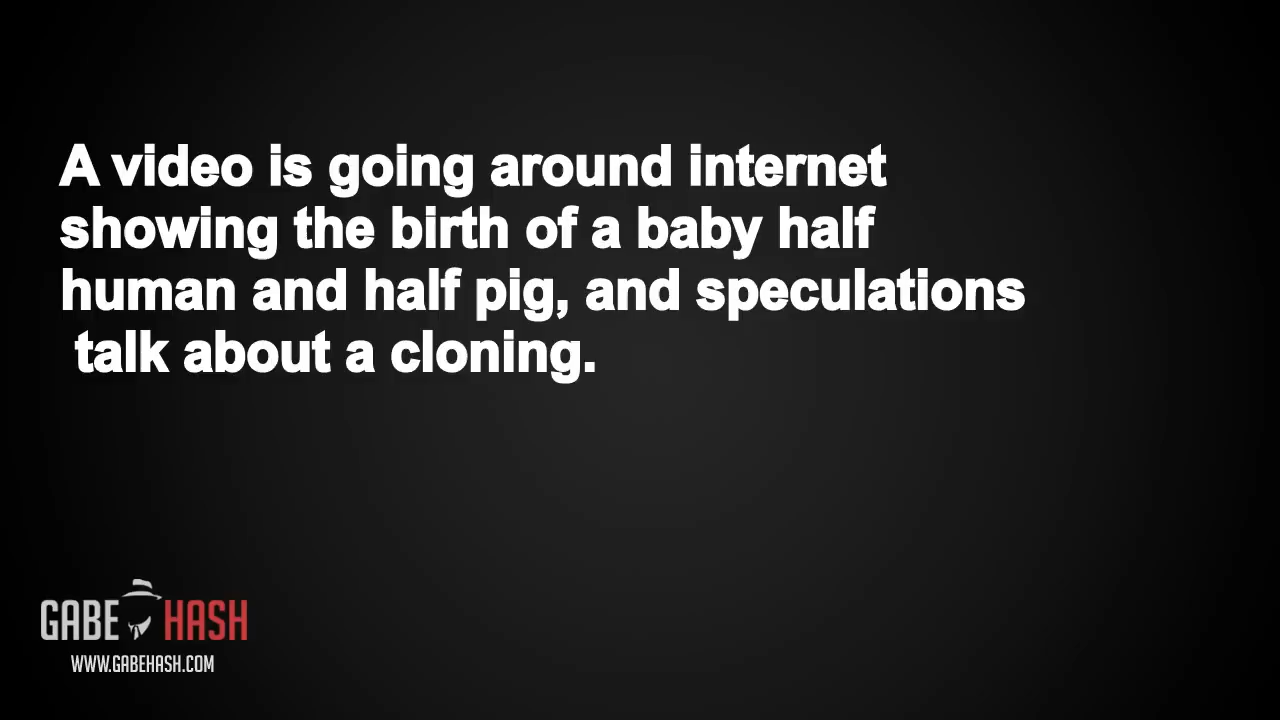 A video is going around internet
showing the birth of a baby half
human and half pig, and speculations
talk about a cloning.
GABE HASH
WWW.GABEHASH.COM